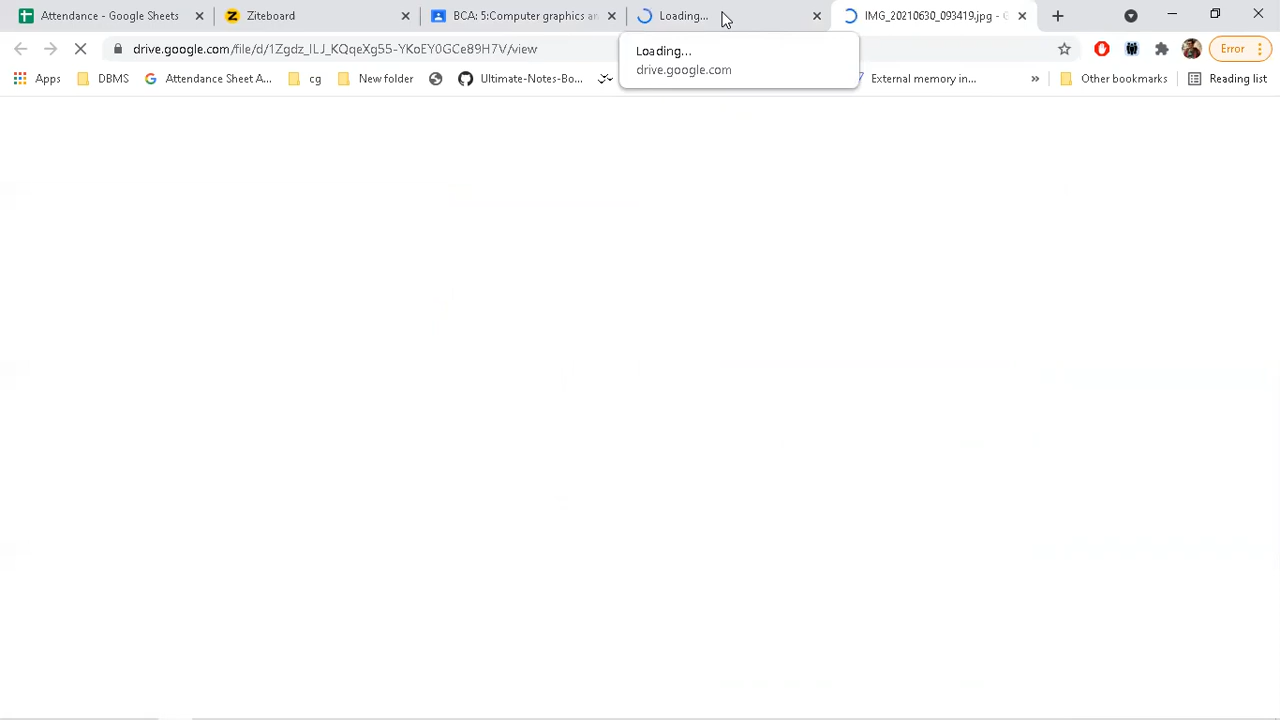 Attendance - Google Sheets
Ziteboard
BCA: 5:Computer graphics an
Loading...
IMG_20210630_093419.jpg - G
drive.google.com/file/d/1Zgdz_ILJ_KQqeXg55-YKoEY0GCe89H7V/view
Error
Loading...
drive.google.com
Apps
DBMS
Attendance Sheet A...
cg
New folder
Ultimate-Notes-Bo...
External memory in...
»
Other bookmarks
Reading list